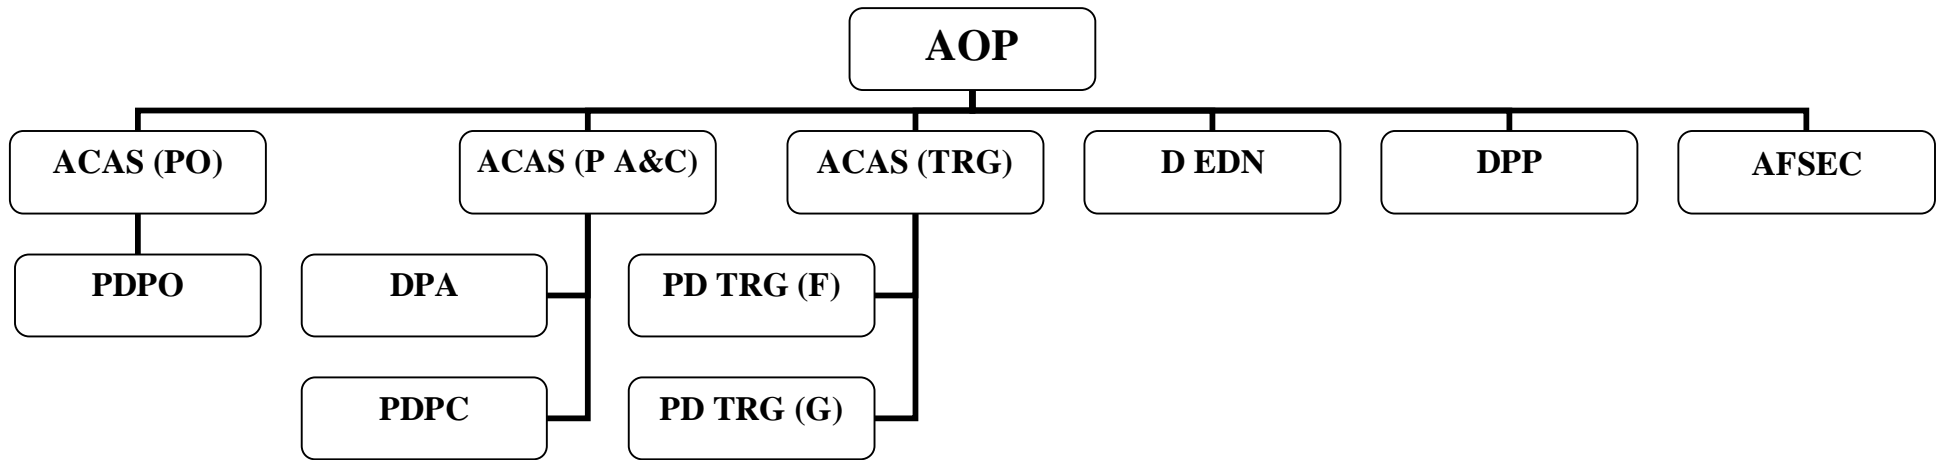 AOP
ACAS (PO)
ACAS (P A&C)
ACAS (TRG)
D EDN
DPP
AFSEC
PDPO
DPA
PD TRG (F)
PDPC
PD TRG (G)